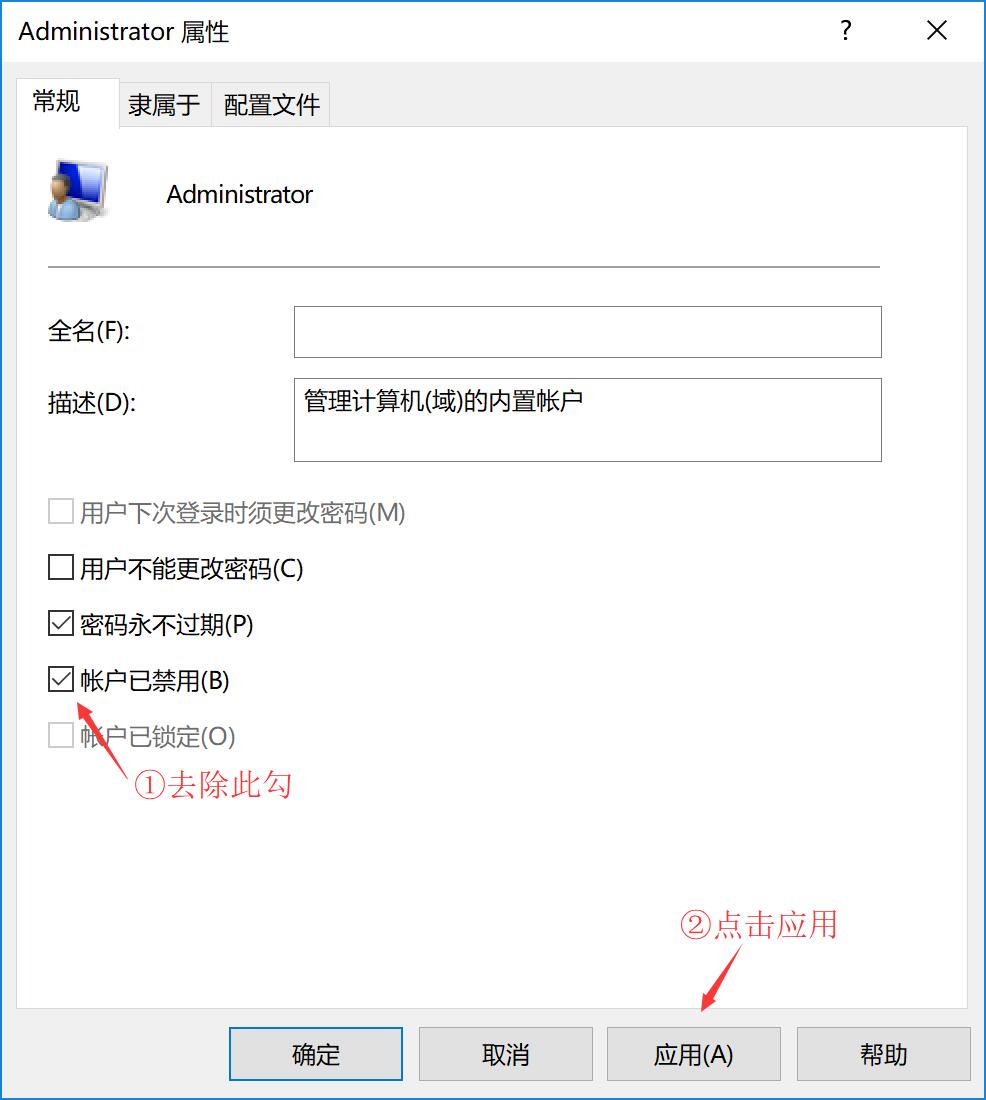 Administrator 属性
?
常规
隶属于
配置文件
Administrator
全名(F):
描述(D):
管理计算机(域)的内置帐户
用户下次登录时须更改密码(M)
用户不能更改密码(C)
密码永不过期(P)
帐户已禁用(B)
帐户已锁定(O)
①去除此勾
②点击应用
确定
取消
应用(A)
帮助